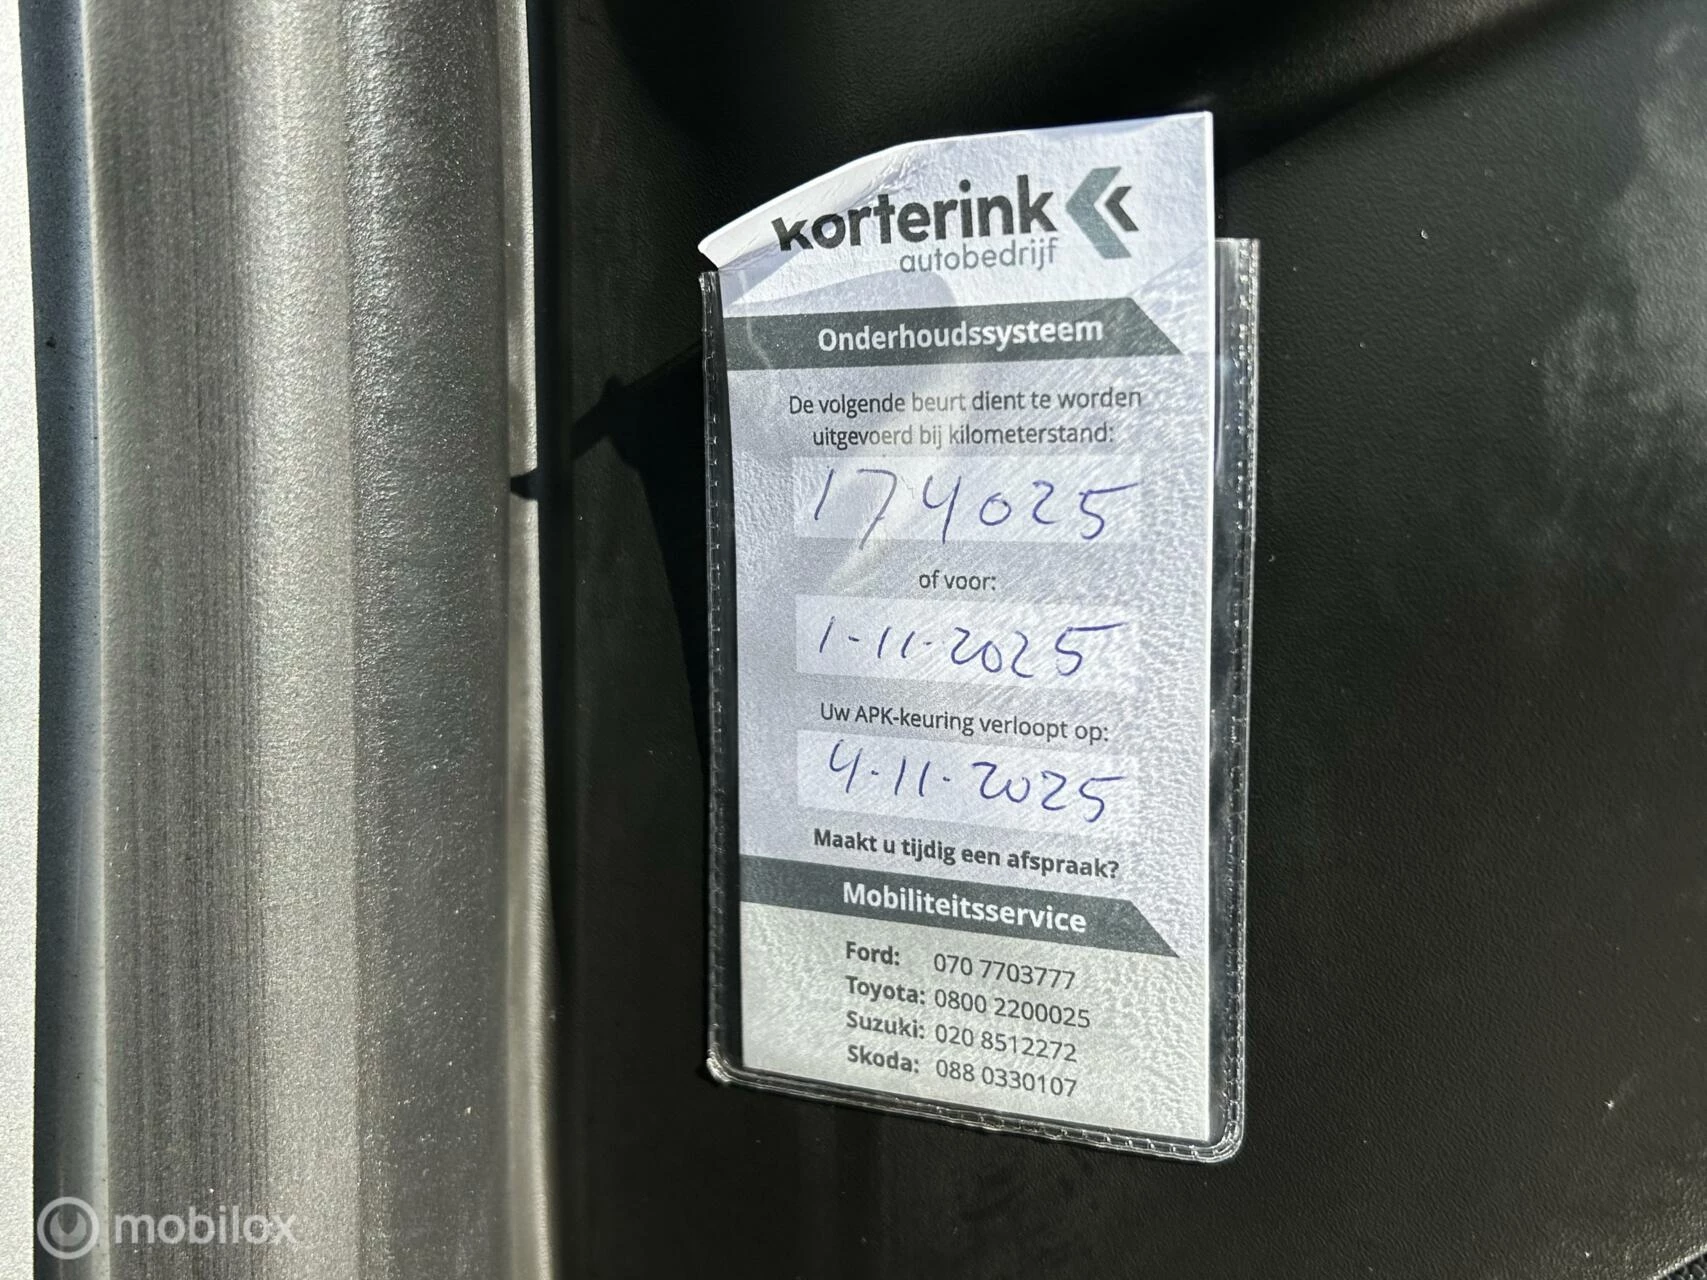 korterink
autobedrijf
Onderhoudssysteem
De volgende beurt dient te worden
uitgevoerd bij kilometerstand:
174025
of voor:
1-11-2025
Uw APK-keuring verloopt op:
4-11-2025
Maakt u tijdig een afspraak?
Mobiliteitsservice
Ford: 070 7703777
Toyota: 0800 2200025
Suzuki: 020 8512272
Skoda: 088 0330107
mobilox